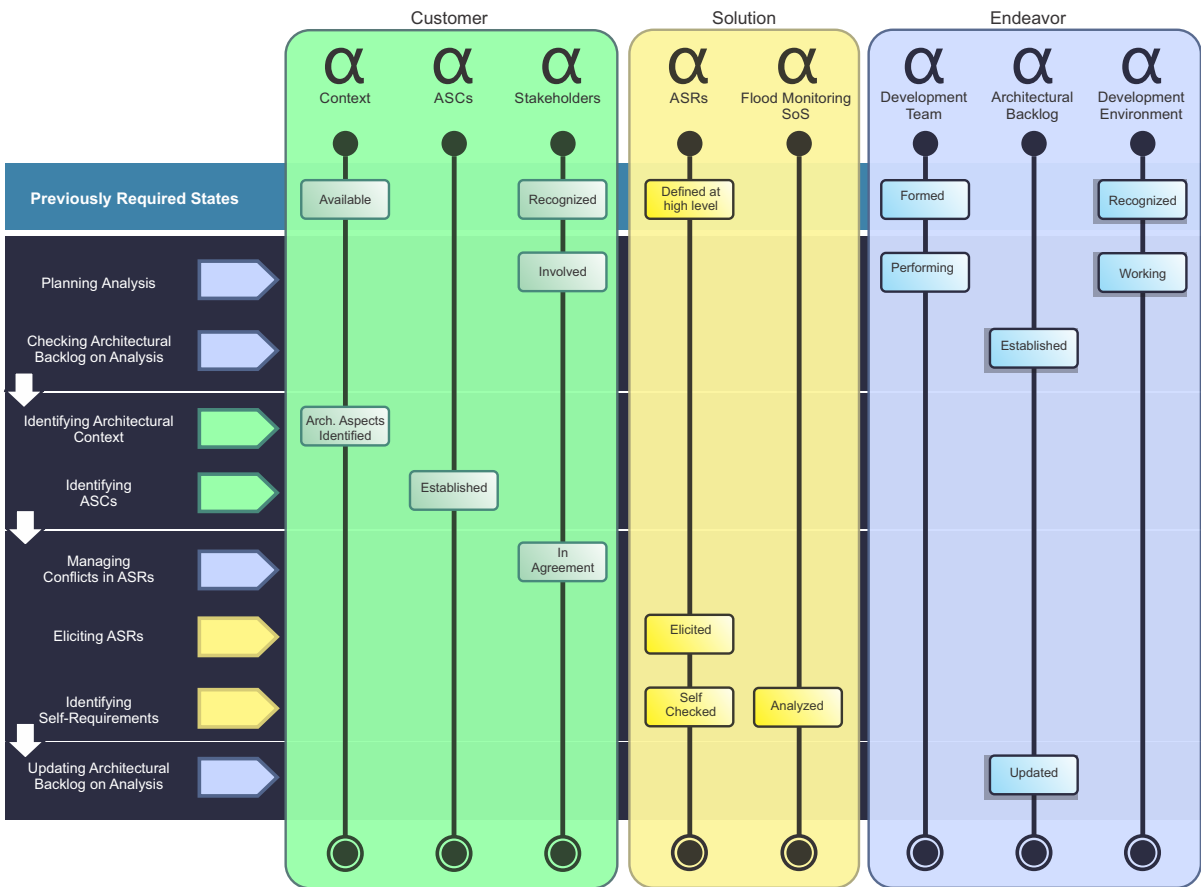 Customer
Solution
Endeavor
α α α α α α α α
Context
ASCs
Stakeholders
ASRs
Flood Monitoring
SoS
Development
Team
Architectural
Backlog
Development
Environment
Previously Required States
Available
Recognized
Defined at
high level
Formed
Recognized
Planning Analysis
Involved
Performing
Working
Checking Architectural
Backlog on Analysis
Established
Identifying Architectural
Context
Arch. Aspects
Identified
Identifying
ASCs
Established
Managing
Conflicts in ASRs
In
Agreement
Eliciting ASRs
Elicited
Identifying
Self-Requirements
Self
Checked
Analyzed
Updating Architectural
Backlog on Analysis
Updated